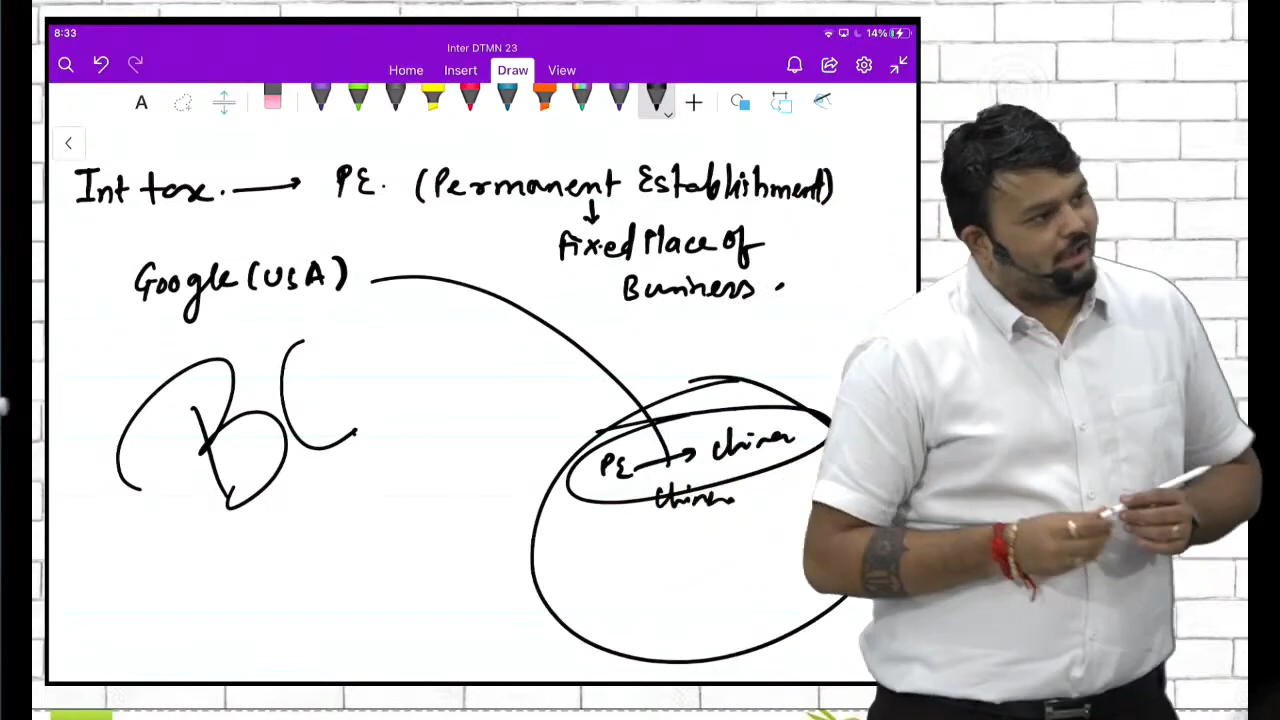 8:33
14%
Inter DTMN 23
Home Insert Draw View
A
Int tax. → PE. (Permanent Establishment)
↓
Fixed Place of
Business.
Google (USA)
BC
PE → China
China